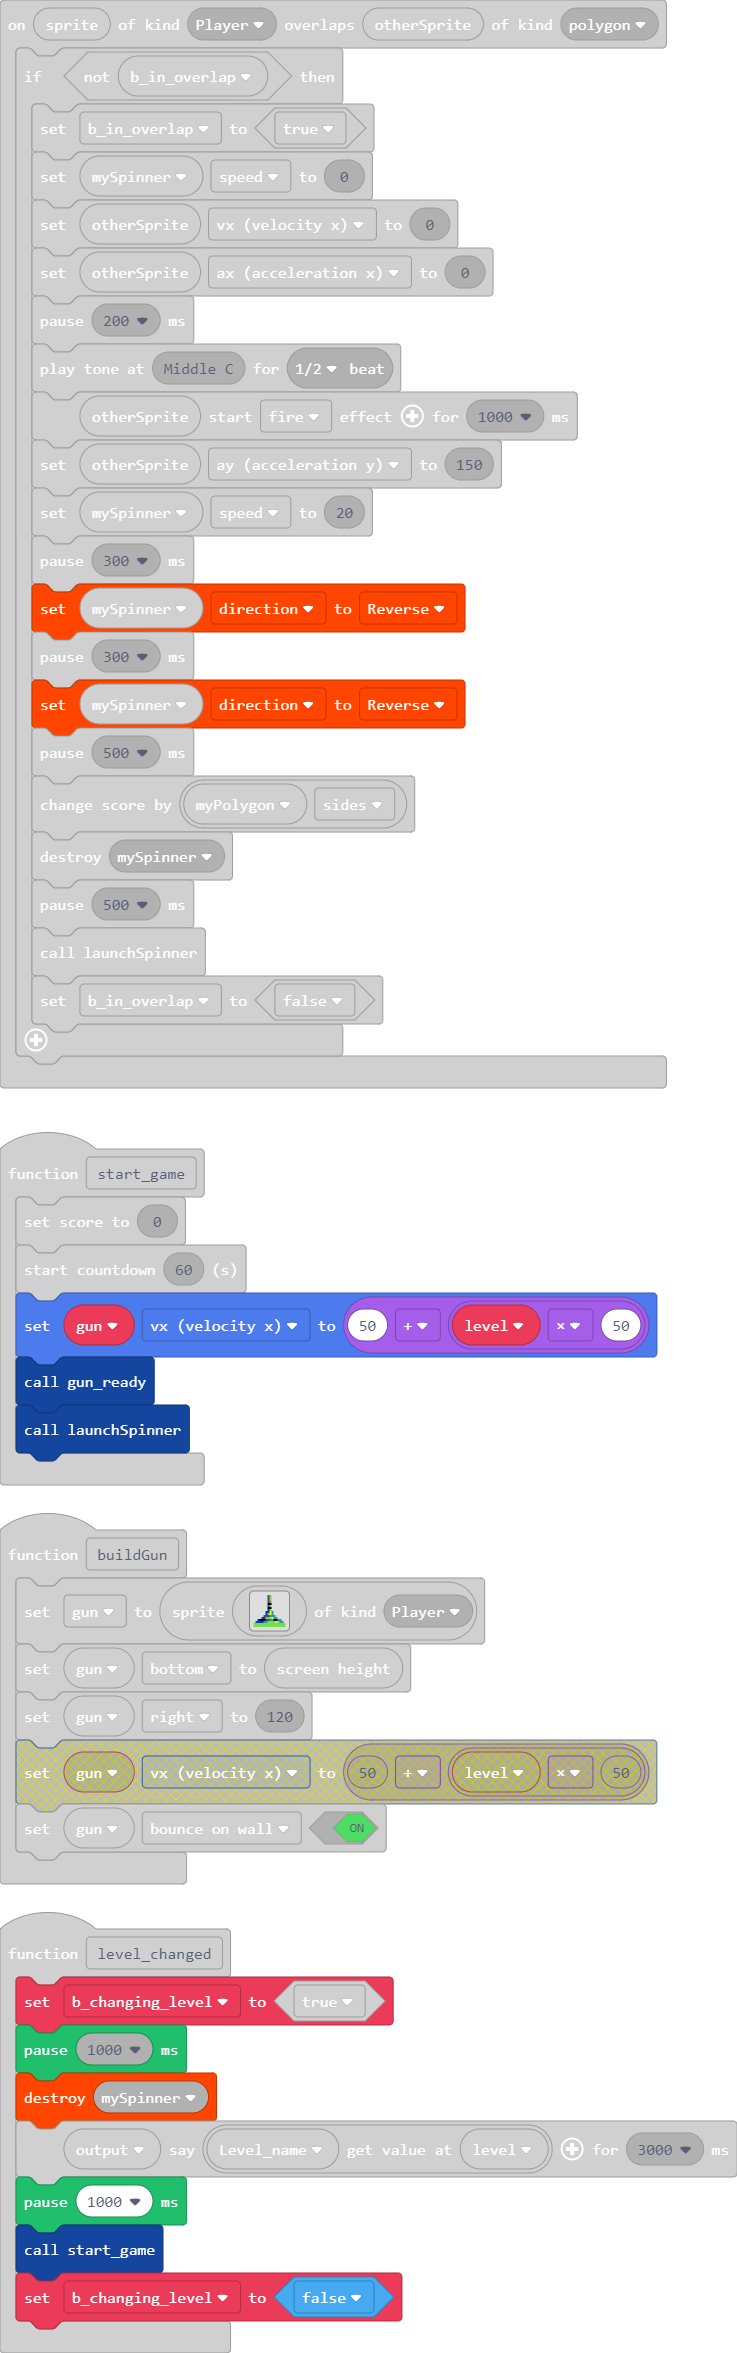 on sprite of kind Player overlaps otherSprite of kind polygon
if not b_in_overlap then
set b_in_overlap to true
set mySpinner speed to 0
set otherSprite vx (velocity x) to 0
set otherSprite ax (acceleration x) to 0
pause 200 ms
play tone at Middle C for 1/2 beat
otherSprite start fire effect for 1000 ms
set otherSprite ay (acceleration y) to 150
set mySpinner speed to 20
pause 300 ms
set mySpinner direction to Reverse
pause 300 ms
set mySpinner direction to Reverse
pause 500 ms
change score by myPolygon sides
destroy mySpinner
pause 500 ms
call launchSpinner
set b_in_overlap to false
function start_game
set score to 0
start countdown 60 (s)
set gun vx (velocity x) to 50 + level × 50
call gun_ready
call launchSpinner
function buildGun
set gun to sprite of kind Player
set gun bottom to screen height
set gun right to 120
set gun vx (velocity x) to 50 + level × 50
set gun bounce on wall ON
function level_changed
set b_changing_level to true
pause 1000 ms
destroy mySpinner
output say Level_name get value at level for 3000 ms
pause 1000 ms
call start_game
set b_changing_level to false